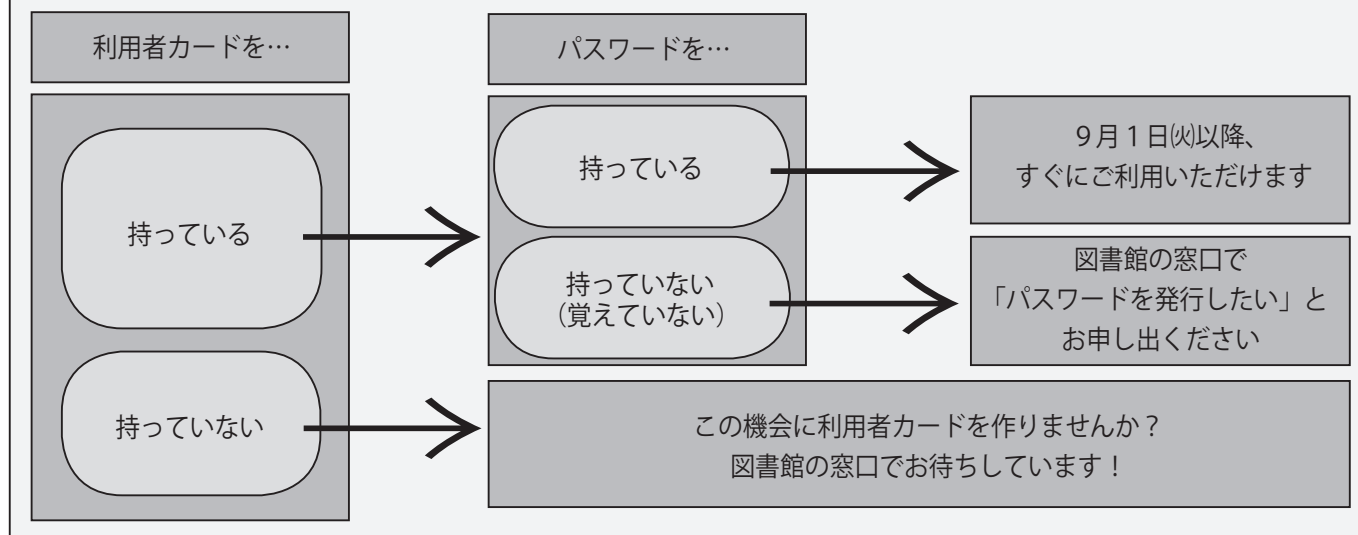 利用者カードを…
パスワードを…
持っている
持っていない
持っている
持っていない
（覚えていない）
９月１日㈫以降、
すぐにご利用いただけます
図書館の窓口で
「パスワードを発行したい」と
お申し出ください
この機会に利用者カードを作りませんか？
図書館の窓口でお待ちしています！